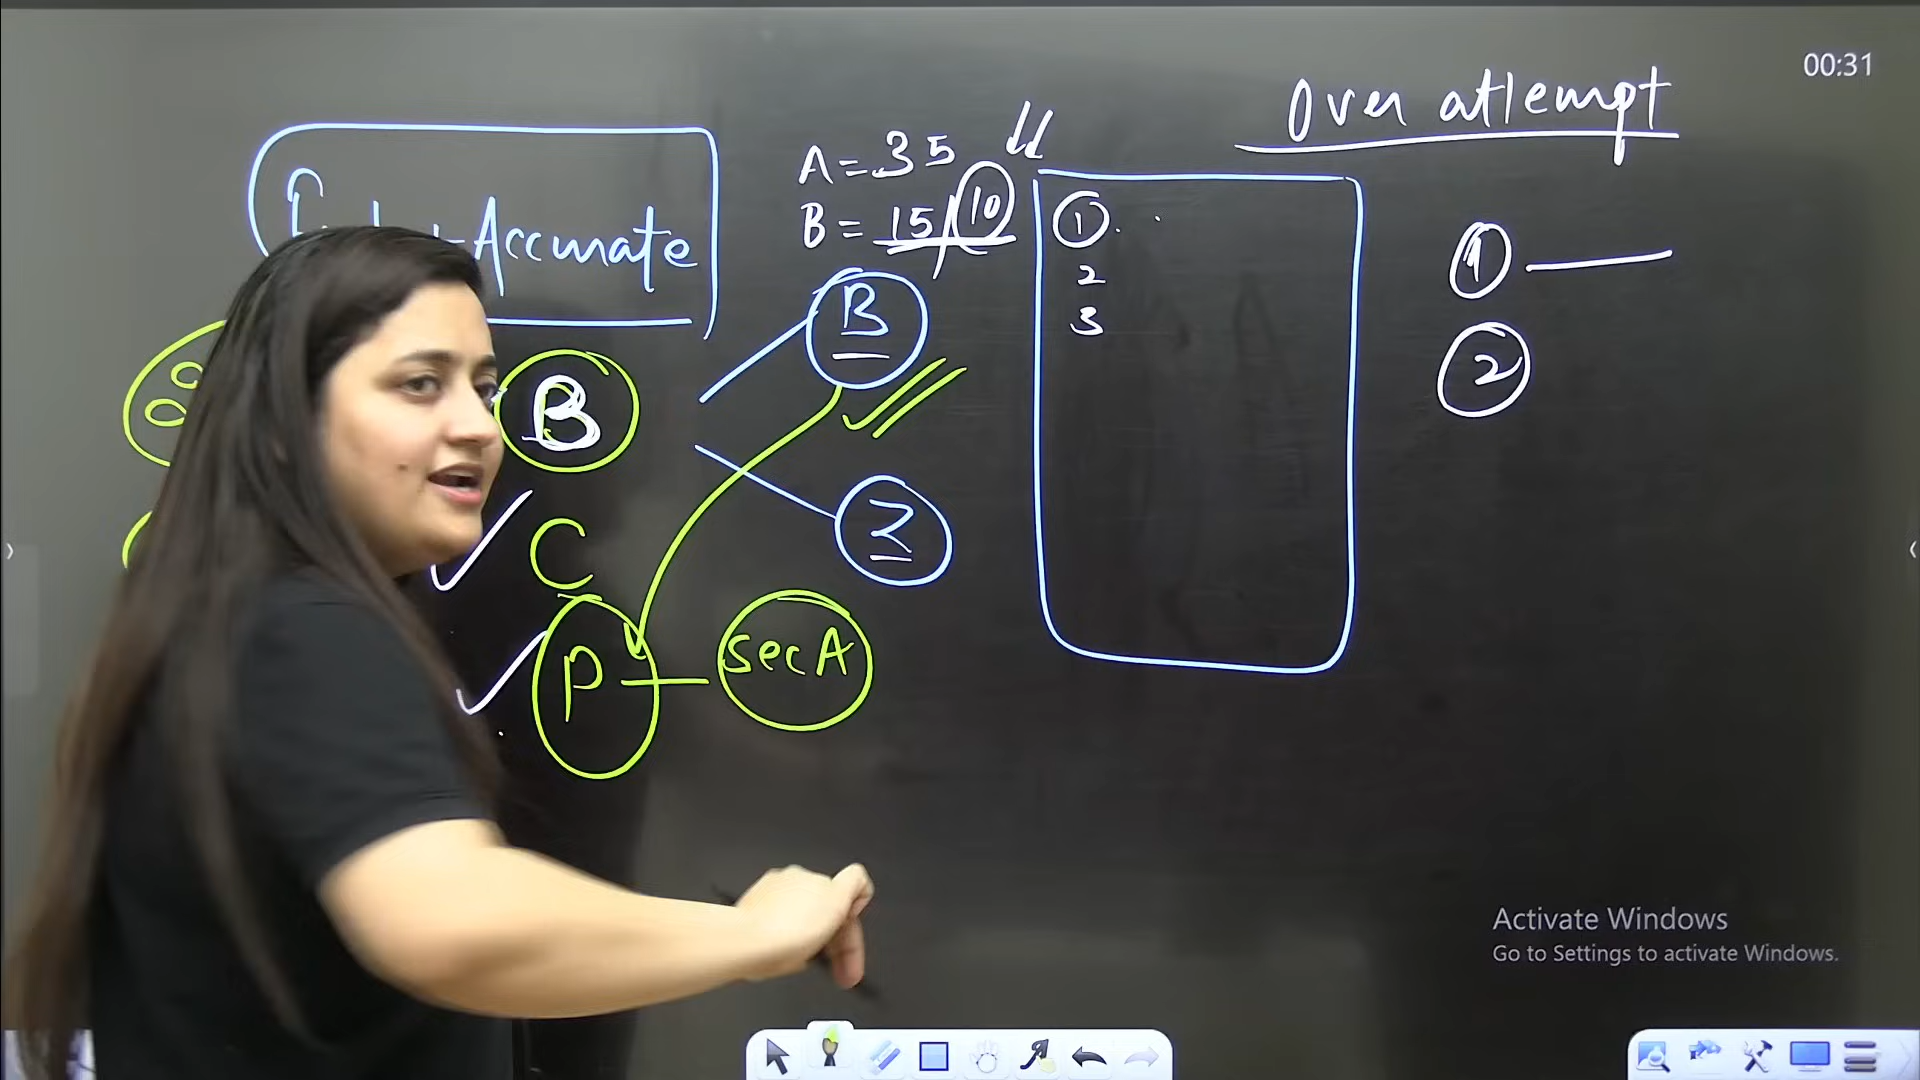 00:31
Over attempt
A = 35
B = 15/10
Accurate
1
2
3
1
2
B
B
2
C
P
sec A
Activate Windows
Go to Settings to activate Windows.